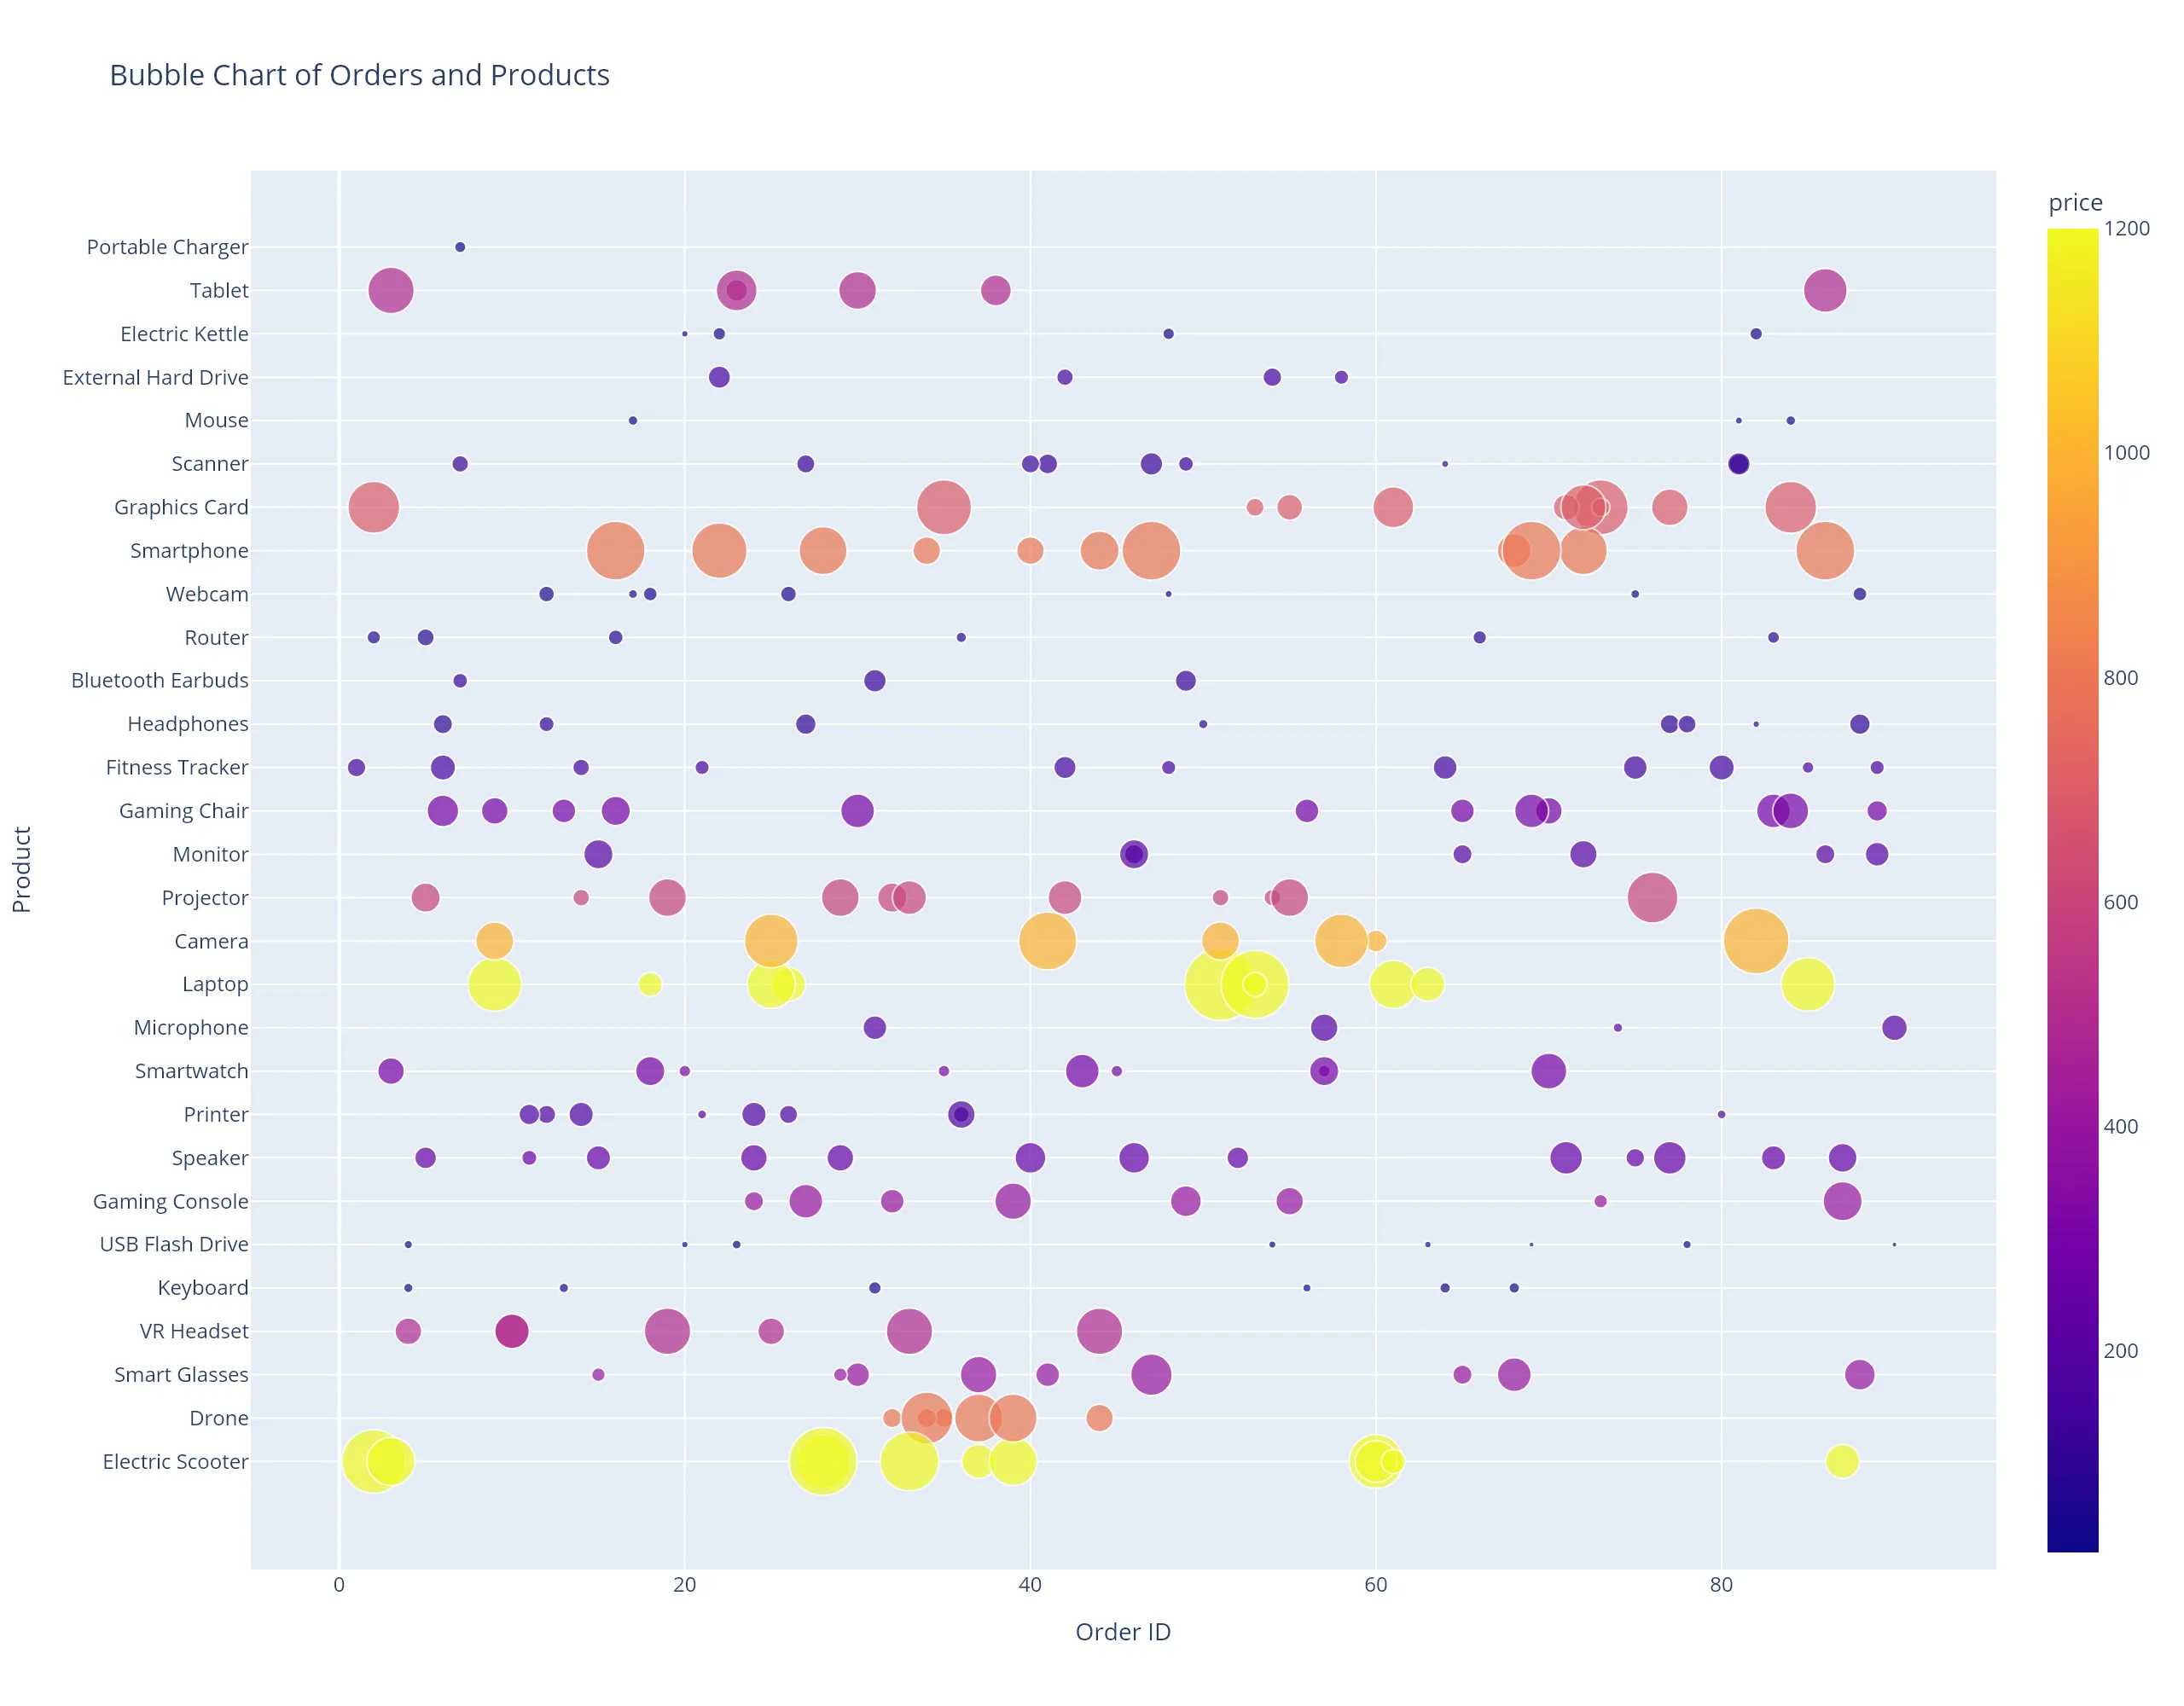 Bubble Chart of Orders and Products
price
1200
1000
800
600
400
200
Product
Portable Charger
Tablet
Electric Kettle
External Hard Drive
Mouse
Scanner
Graphics Card
Smartphone
Webcam
Router
Bluetooth Earbuds
Headphones
Fitness Tracker
Gaming Chair
Monitor
Projector
Camera
Laptop
Microphone
Smartwatch
Printer
Speaker
Gaming Console
USB Flash Drive
Keyboard
VR Headset
Smart Glasses
Drone
Electric Scooter
0 20 40 60 80
Order ID